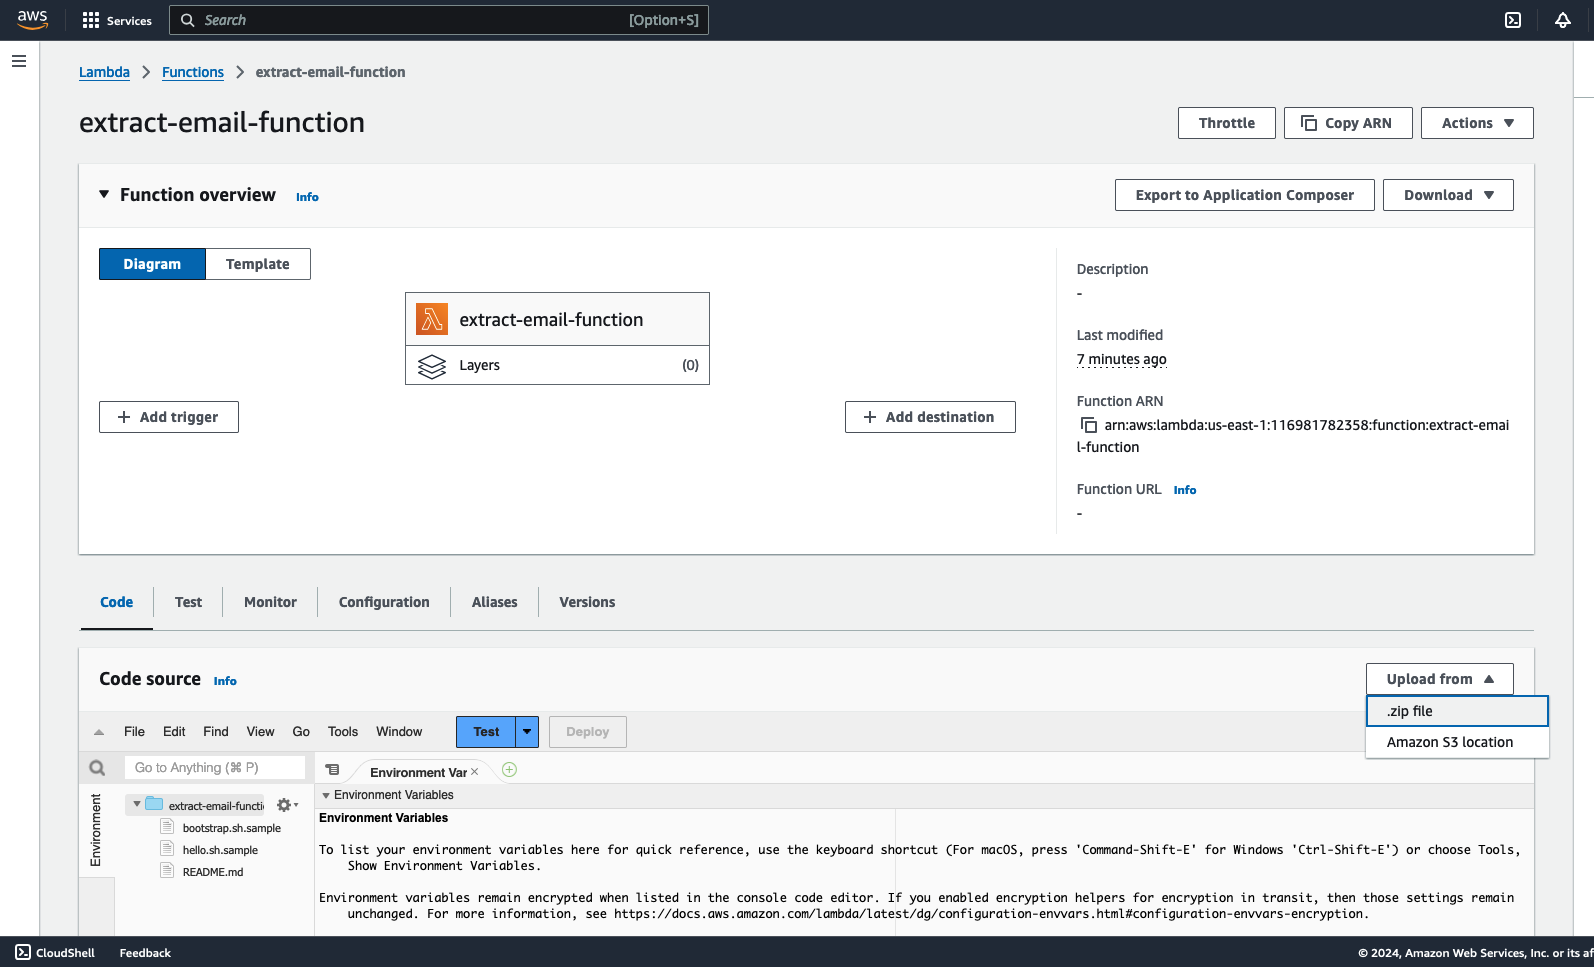 aws
Services
Search
[Option+S]
Lambda
Functions
extract-email-function
extract-email-function
Throttle
Copy ARN
Actions
Function overview
Info
Export to Application Composer
Download
Diagram
Template
extract-email-function
Layers
(0)
Add trigger
Add destination
Description
-
Last modified
7 minutes ago
Function ARN
arn:aws:lambda:us-east-1:116981782358:function:extract-emai
l-function
Function URL
Info
-
Code
Test
Monitor
Configuration
Aliases
Versions
Code source
Info
Upload from
.zip file
Amazon S3 location
File
Edit
Find
View
Go
Tools
Window
Test
Deploy
Go to Anything (⌘ P)
Environment Var
Environment
extract-email-functi
bootstrap.sh.sample
hello.sh.sample
README.md
Environment Variables
Environment Variables
To list your environment variables here for quick reference, use the keyboard shortcut (For macOS, press 'Command-Shift-E' for Windows 'Ctrl-Shift-E') or choose Tools,
Show Environment Variables.
Environment variables remain encrypted when listed in the console code editor. If you enabled encryption helpers for encryption in transit, then those settings remain
unchanged. For more information, see https://docs.aws.amazon.com/lambda/latest/dg/configuration-envvars.html#configuration-envvars-encryption.
CloudShell
Feedback
© 2024, Amazon Web Services, Inc. or its af